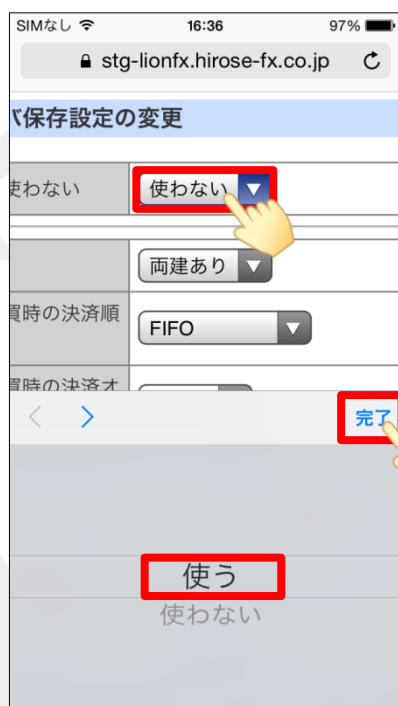 SIMなし 16:36 97%
stg-lionfx.hirose-fx.co.jp
バ保存設定の変更
使わない 使わない
両建あり
買時の決済順 FIFO
買時の決済オ
完了
使う
使わない